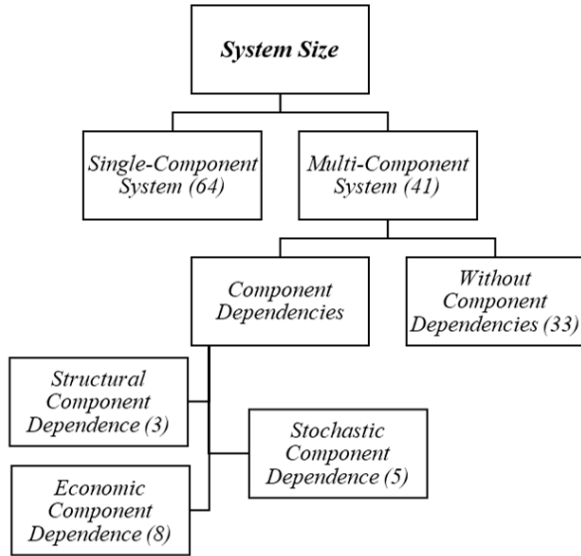 System Size
Single-Component
System (64)
Multi-Component
System (41)
Component
Dependencies
Without
Component
Dependencies (33)
Structural
Component
Dependence (3)
Stochastic
Component
Dependence (5)
Economic
Component
Dependence (8)